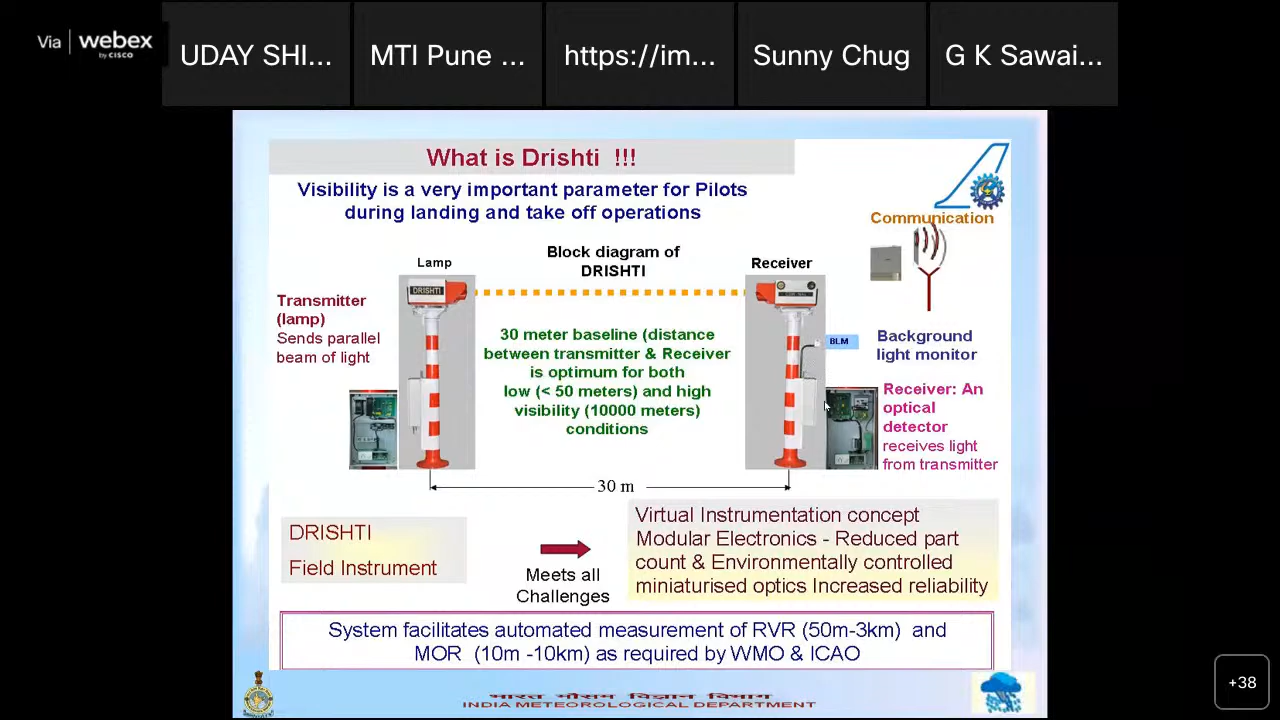 Via webex
by CISCO
UDAY SHI...
MTI Pune ...
https://im...
Sunny Chug
G K Sawai...
What is Drishti !!!
Visibility is a very important parameter for Pilots
during landing and take off operations
Communication
Block diagram of
DRISHTI
Lamp
Receiver
DRISHTI
Transmitter
(lamp)
Sends parallel
beam of light
30 meter baseline (distance
between transmitter & Receiver
is optimum for both
low (< 50 meters) and high
visibility (10000 meters)
conditions
BLM
Background
light monitor
Receiver: An
optical
detector
receives light
from transmitter
30 m
DRISHTI
Field Instrument
Meets all
Challenges
Virtual Instrumentation concept
Modular Electronics - Reduced part
count & Environmentally controlled
miniaturised optics Increased reliability
System facilitates automated measurement of RVR (50m-3km) and
MOR (10m -10km) as required by WMO & ICAO
भारत मौसम विज्ञान विभाग
INDIA METEOROLOGICAL DEPARTMENT
+38